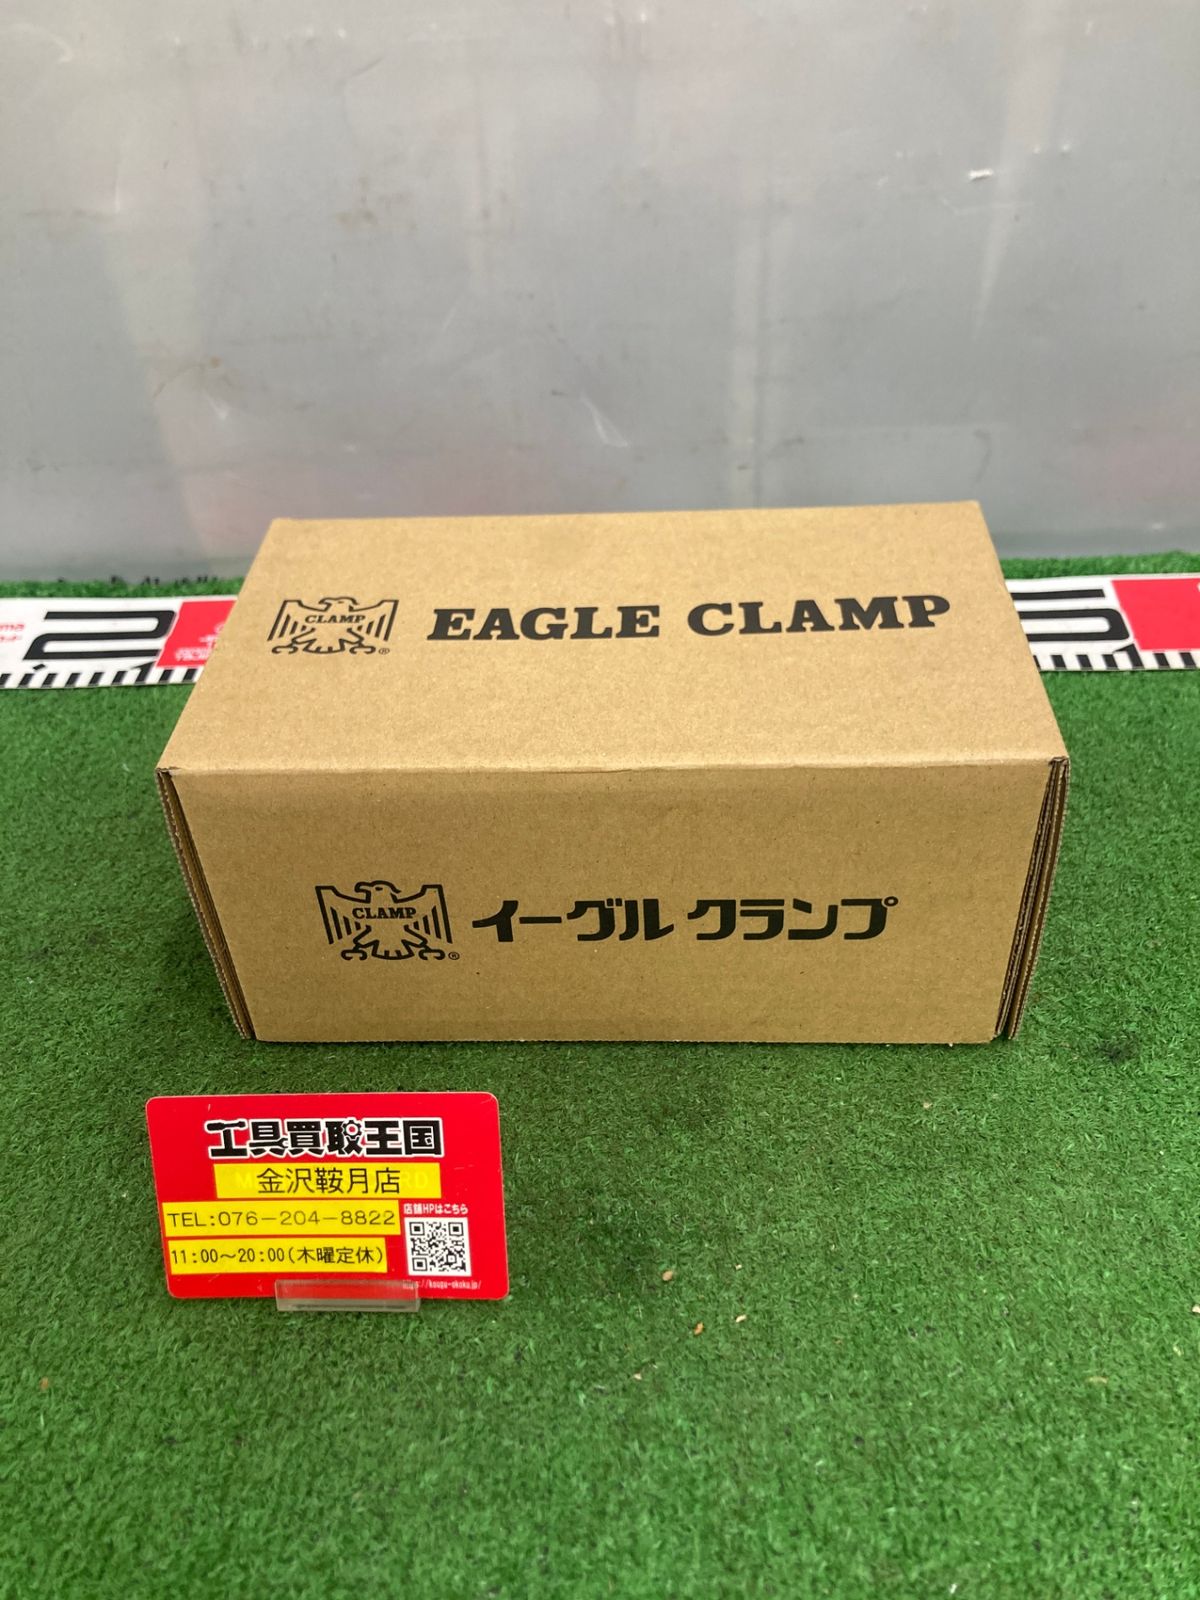 CLAMP
®
EAGLE CLAMP
2
5
CLAMP
®
イーグル クランプ
工具買取王国
金沢鞍月店
TEL:076-204-8822
店舗HPはこちら
11:00〜20:00(木曜定休)